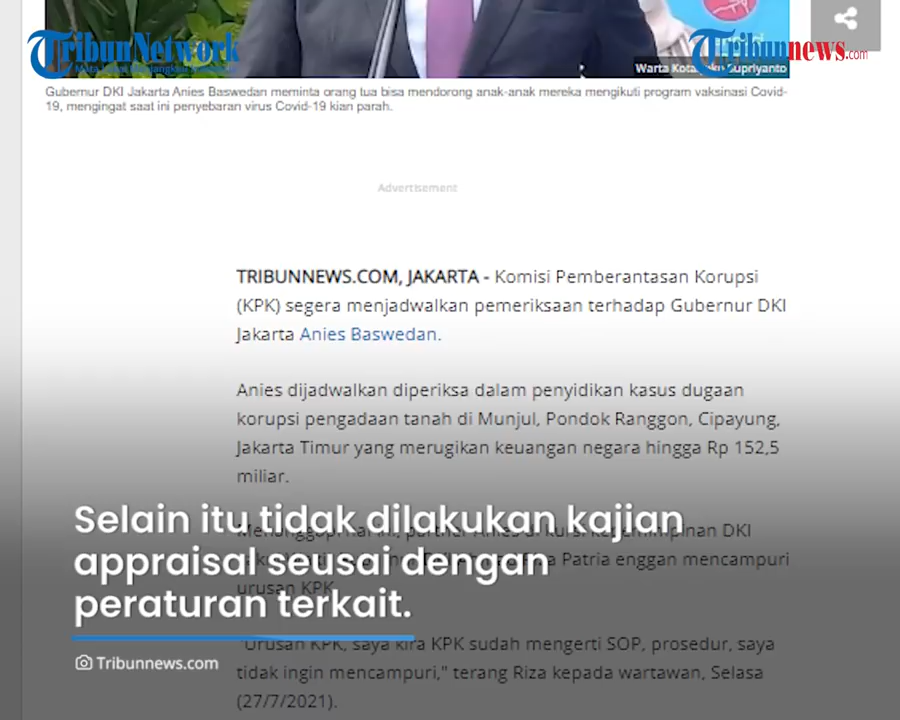 TribunNetwork
Tribunnews.com
Warta Kota
Supriyanto
Gubernur DKI Jakarta Anies Baswedan meminta orang tua bisa mendorong anak-anak mereka mengikuti program vaksinasi Covid-
19, mengingat saat ini penyebaran virus Covid-19 kian parah.
Advertisement
TRIBUNNEWS.COM, JAKARTA - Komisi Pemberantasan Korupsi
(KPK) segera menjadwalkan pemeriksaan terhadap Gubernur DKI
Jakarta Anies Baswedan.
Anies dijadwalkan diperiksa dalam penyidikan kasus dugaan
korupsi pengadaan tanah di Munjul, Pondok Ranggon, Cipayung,
Jakarta Timur yang merugikan keuangan negara hingga Rp 152,5
miliar.
Selain itu tidak dilakukan kajian
appraisal seusai dengan
peraturan terkait.
DKI
Patria enggan mencampuri
urusan KPK
"Urusan KPK, saya kira KPK sudah mengerti SOP, prosedur, saya
tidak ingin mencampuri," terang Riza kepada wartawan, Selasa
(27/7/2021).
Tribunnews.com